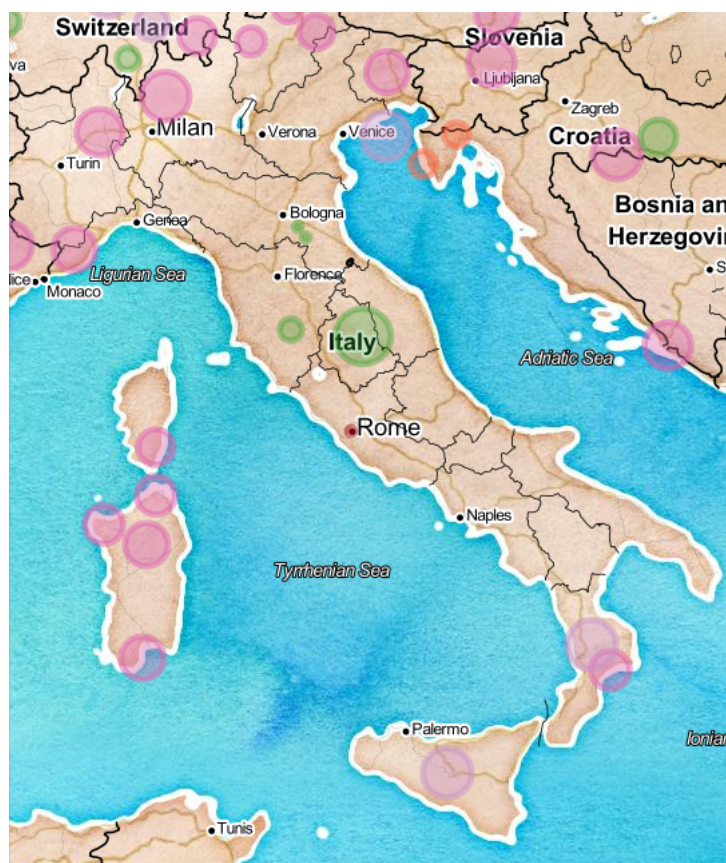 Switzerland
Slovenia
Ljubljana
Zagreb
Milan
Verona
Venice
Croatia
Turin
Bosnia an
Herzegovin
Genoa
Bologna
Ligurian Sea
Florence
Monaco
Italy
Adriatic Sea
Rome
Naples
Tyrrhenian Sea
Palermo
Ionian
Tunis